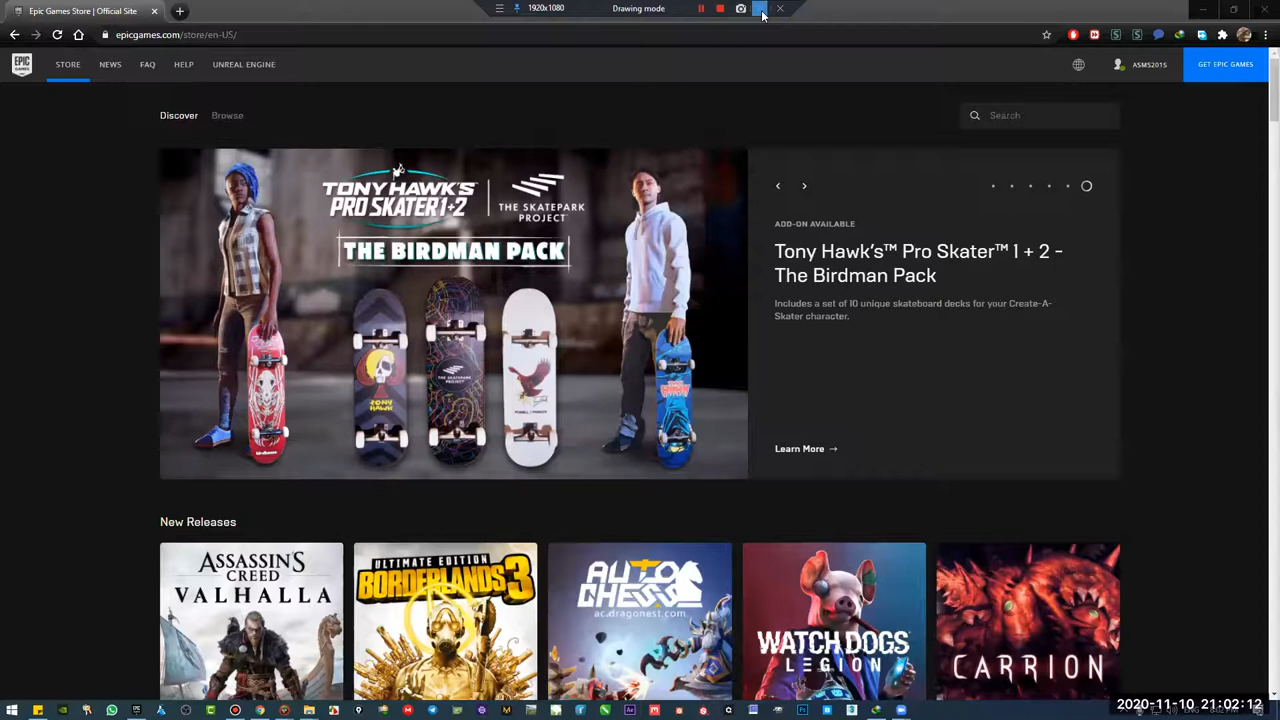 1920x1080
Drawing mode
Epic Games Store | Official Site
epicgames.com/store/en-US/
EPIC GAMES
STORE
NEWS
FAQ
HELP
UNREAL ENGINE
ASMS2015
GET EPIC GAMES
Discover
Browse
Search
TONY HAWK'S
PRO SKATER 1+2
THE SKATEPARK
PROJECT
THE BIRDMAN PACK
TONY
HAWK
ADD-ON AVAILABLE
Tony Hawk's™ Pro Skater™ 1 + 2 -
The Birdman Pack
Includes a set of 10 unique skateboard decks for your Create-A-
Skater character.
Learn More →
New Releases
ASSASSIN'S
CREED
VALHALLA
ULTIMATE EDITION
BORDERLANDS 3
AUTO
CHESS
ac.dragonest.com
WATCH DOGS
LEGION
CARRION
2020-11-10 21:02:12